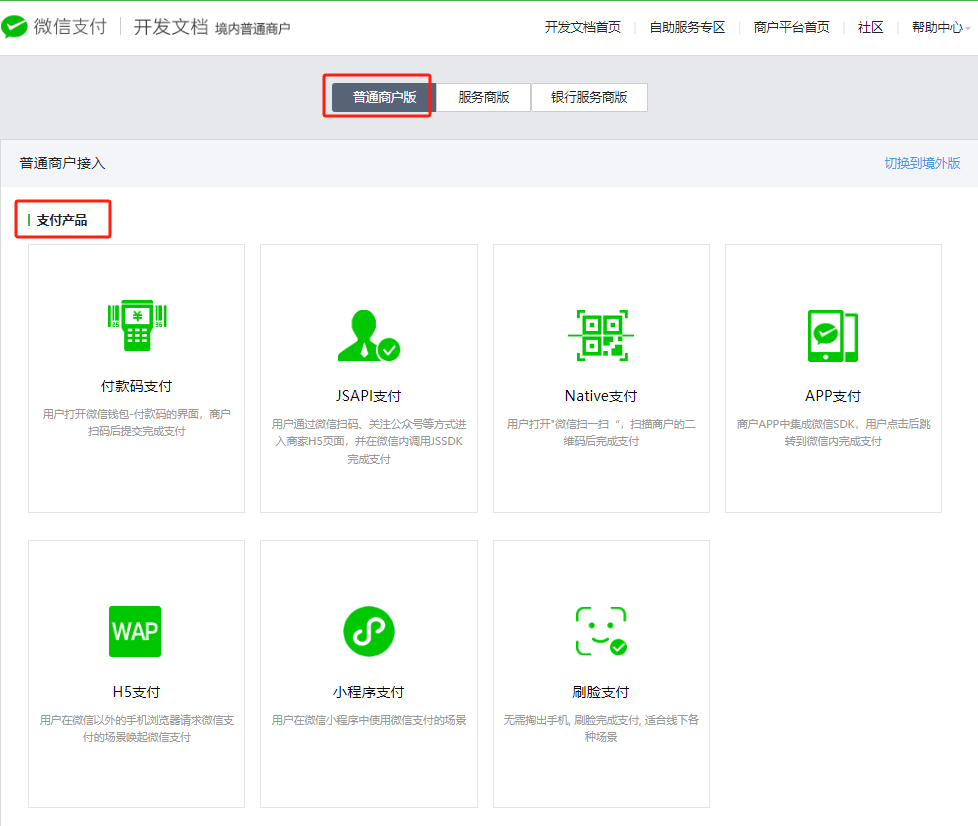 微信支付 开发文档 境内普通商户
开发文档首页 自助服务专区 商户平台首页 社区 帮助中心
普通商户版 服务商版 银行服务商版
普通商户接入 切换到境外版
支付产品
付款码支付
用户打开微信钱包-付款码的界面，商户
扫码后提交完成支付
JSAPI支付
用户通过微信扫码、关注公众号等方式进
入商家H5页面，并在微信内调用JSSDK
完成支付
Native支付
用户打开"微信扫一扫“，扫描商户的二
维码后完成支付
APP支付
商户APP中集成微信SDK，用户点击后跳
转到微信内完成支付
WAP
H5支付
用户在微信以外的手机浏览器请求微信支
付的场景唤起微信支付
小程序支付
用户在微信小程序中使用微信支付的场景
刷脸支付
无需掏出手机, 刷脸完成支付, 适合线下各
种场景